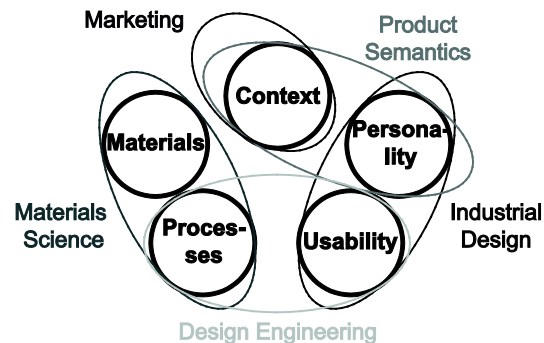 Marketing
Product
Semantics
Context
Materials
Persona-
lity
Materials
Science
Proces-
ses
Usability
Industrial
Design
Design Engineering